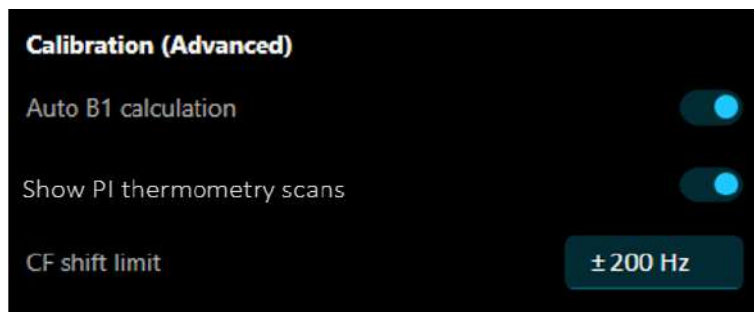 Calibration (Advanced)
Auto B1 calculation
Show PI thermometry scans
CF shift limit ± 200 Hz